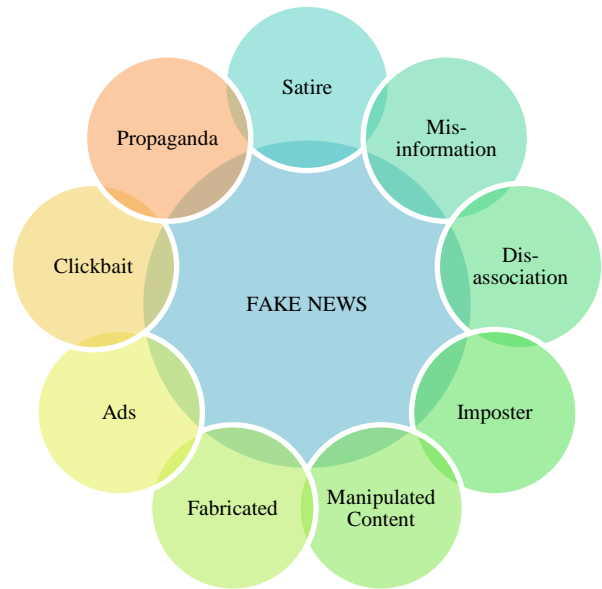 Satire
Mis-
information
Dis-
association
Imposter
Manipulated
Content
Fabricated
Ads
Clickbait
Propaganda
FAKE NEWS